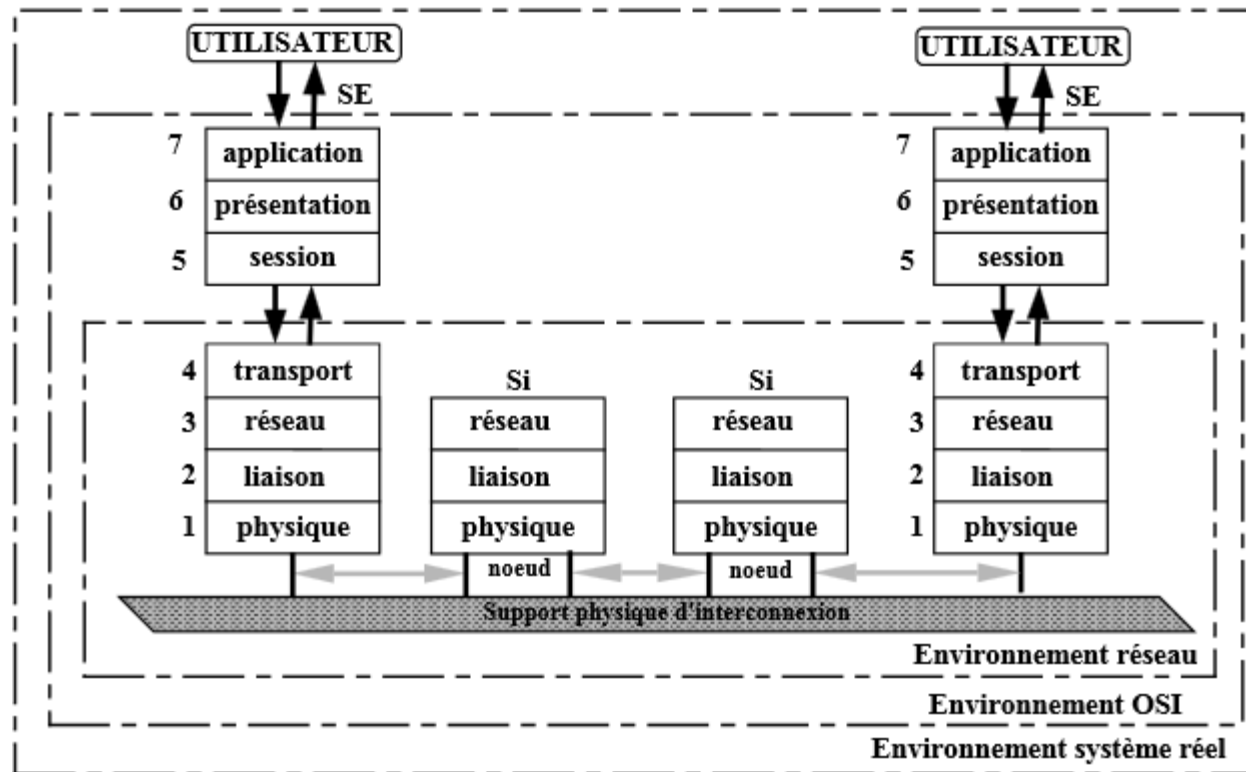 UTILISATEUR
UTILISATEUR
SE
SE
7 application
7 application
6 présentation
6 présentation
5 session
5 session
4 transport
Si
Si
4 transport
3 réseau
réseau
réseau
3 réseau
2 liaison
liaison
liaison
2 liaison
1 physique
physique
physique
1 physique
noeud
noeud
Support physique d'interconnexion
Environnement réseau
Environnement OSI
Environnement système réel